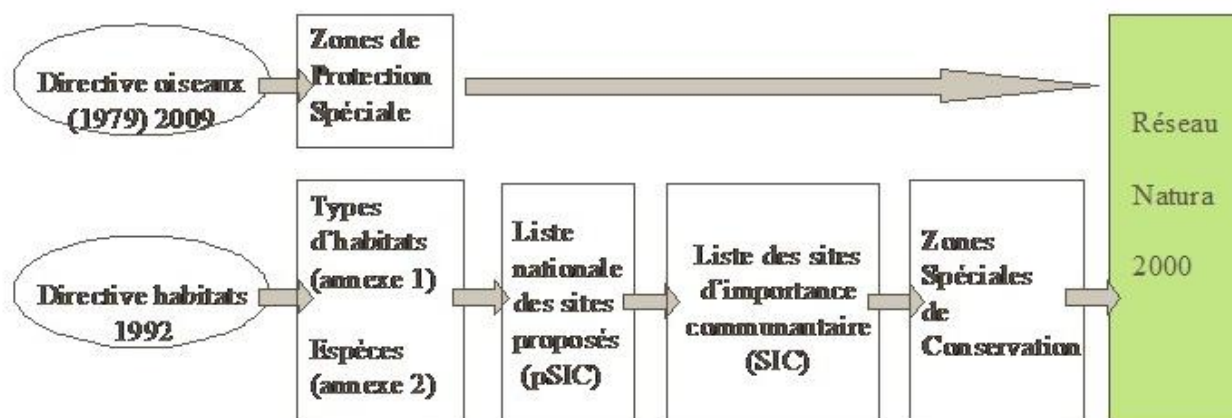 Directive oiseaux
(1979) 2009
Zones de
Protection
Spéciale
Directive habitats
1992
Types
d'habitats
(annexe 1)
Espèces
(annexe 2)
Liste
nationale
des sites
proposés
(pSIC)
Liste des sites
d'importance
communautaire
(SIC)
Zones
Spéciales
de
Conservation
Réseau
Natura
2000